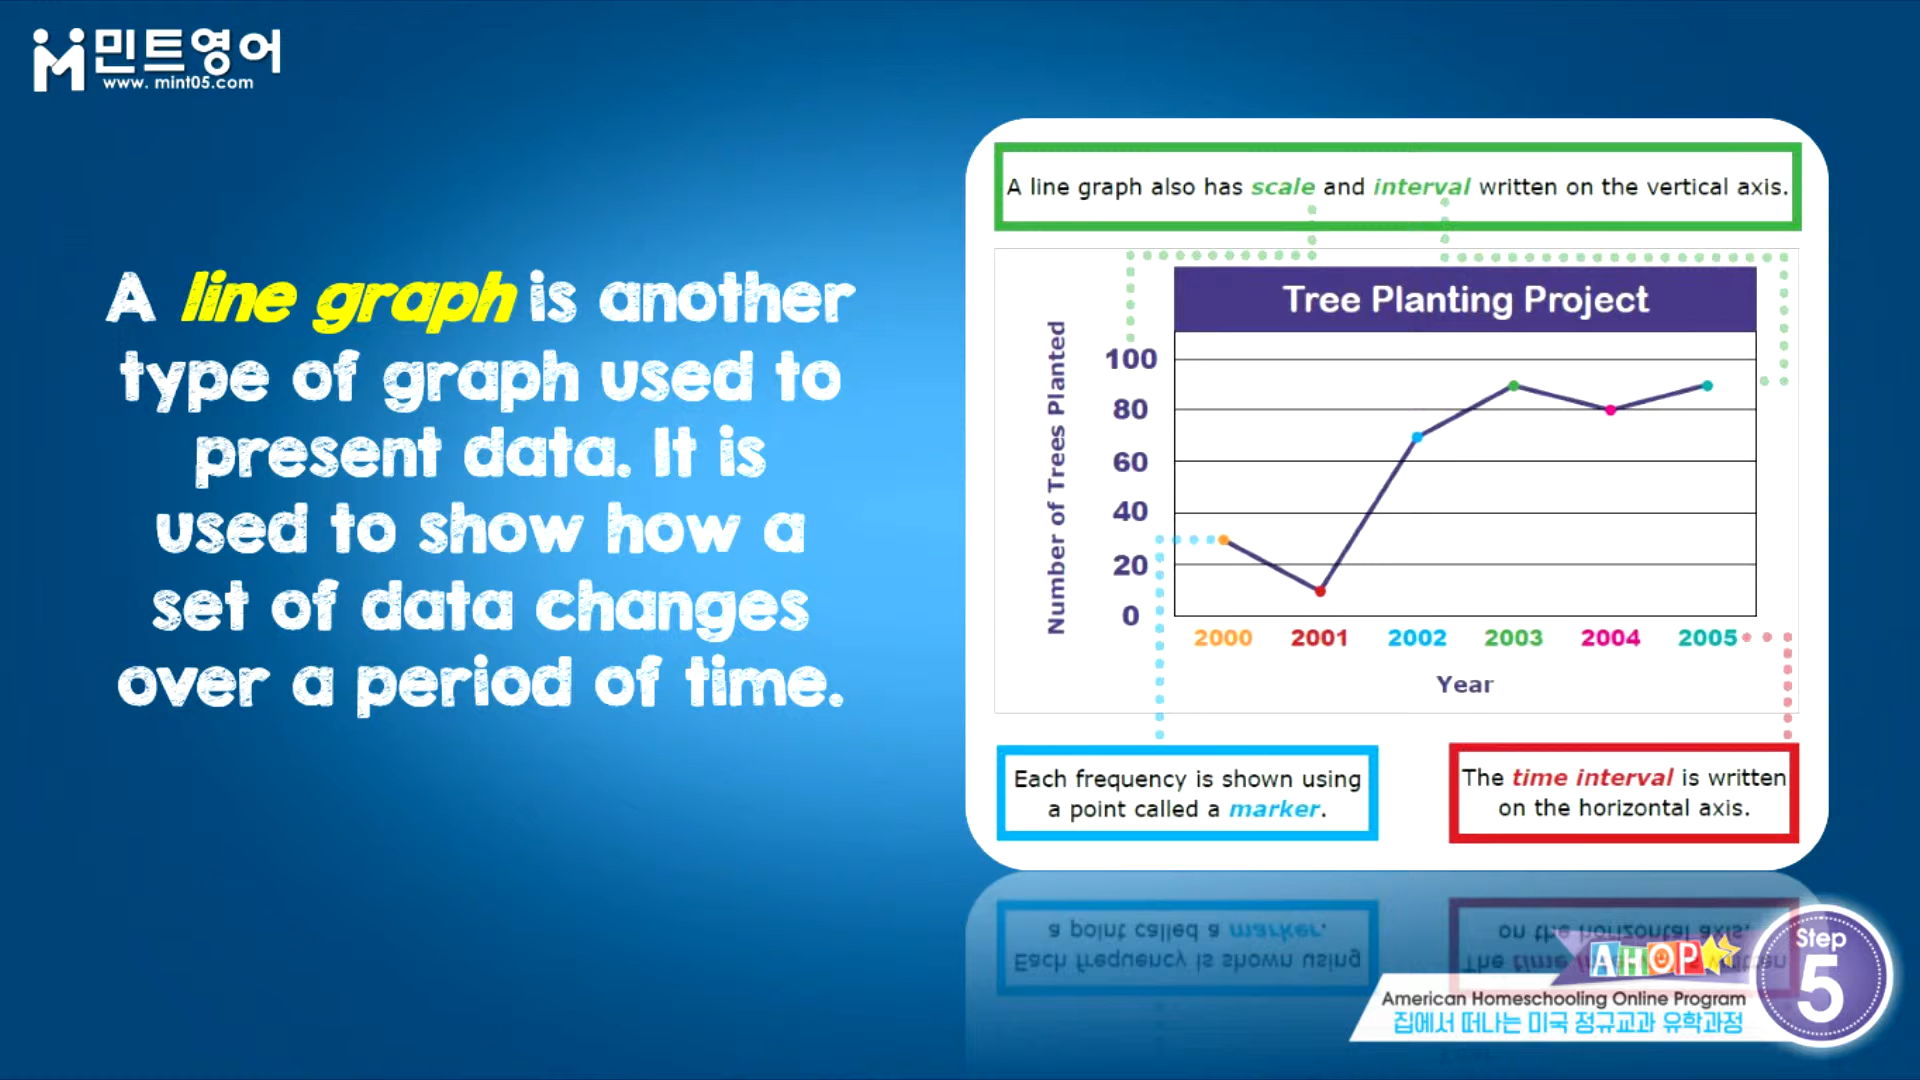 민트영어
www. mint05.com
A line graph is another
type of graph used to
present data. It is
used to show how a
set of data changes
over a period of time.
A line graph also has scale and interval written on the vertical axis.
Tree Planting Project
Number of Trees Planted
100
80
60
40
20
0
2000 2001 2002 2003 2004 2005
Year
Each frequency is shown using
a point called a marker.
The time interval is written
on the horizontal axis.
AHOP
American Homeschooling Online Program
집에서 떠나는 미국 정규교과 유학과정
Step
5